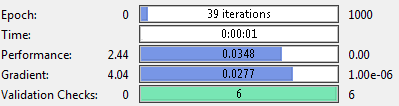 Epoch: 0 39 iterations 1000
Time: 0:00:01
Performance: 2.44 0.0348 0.00
Gradient: 4.04 0.0277 1.00e-06
Validation Checks: 0 6 6